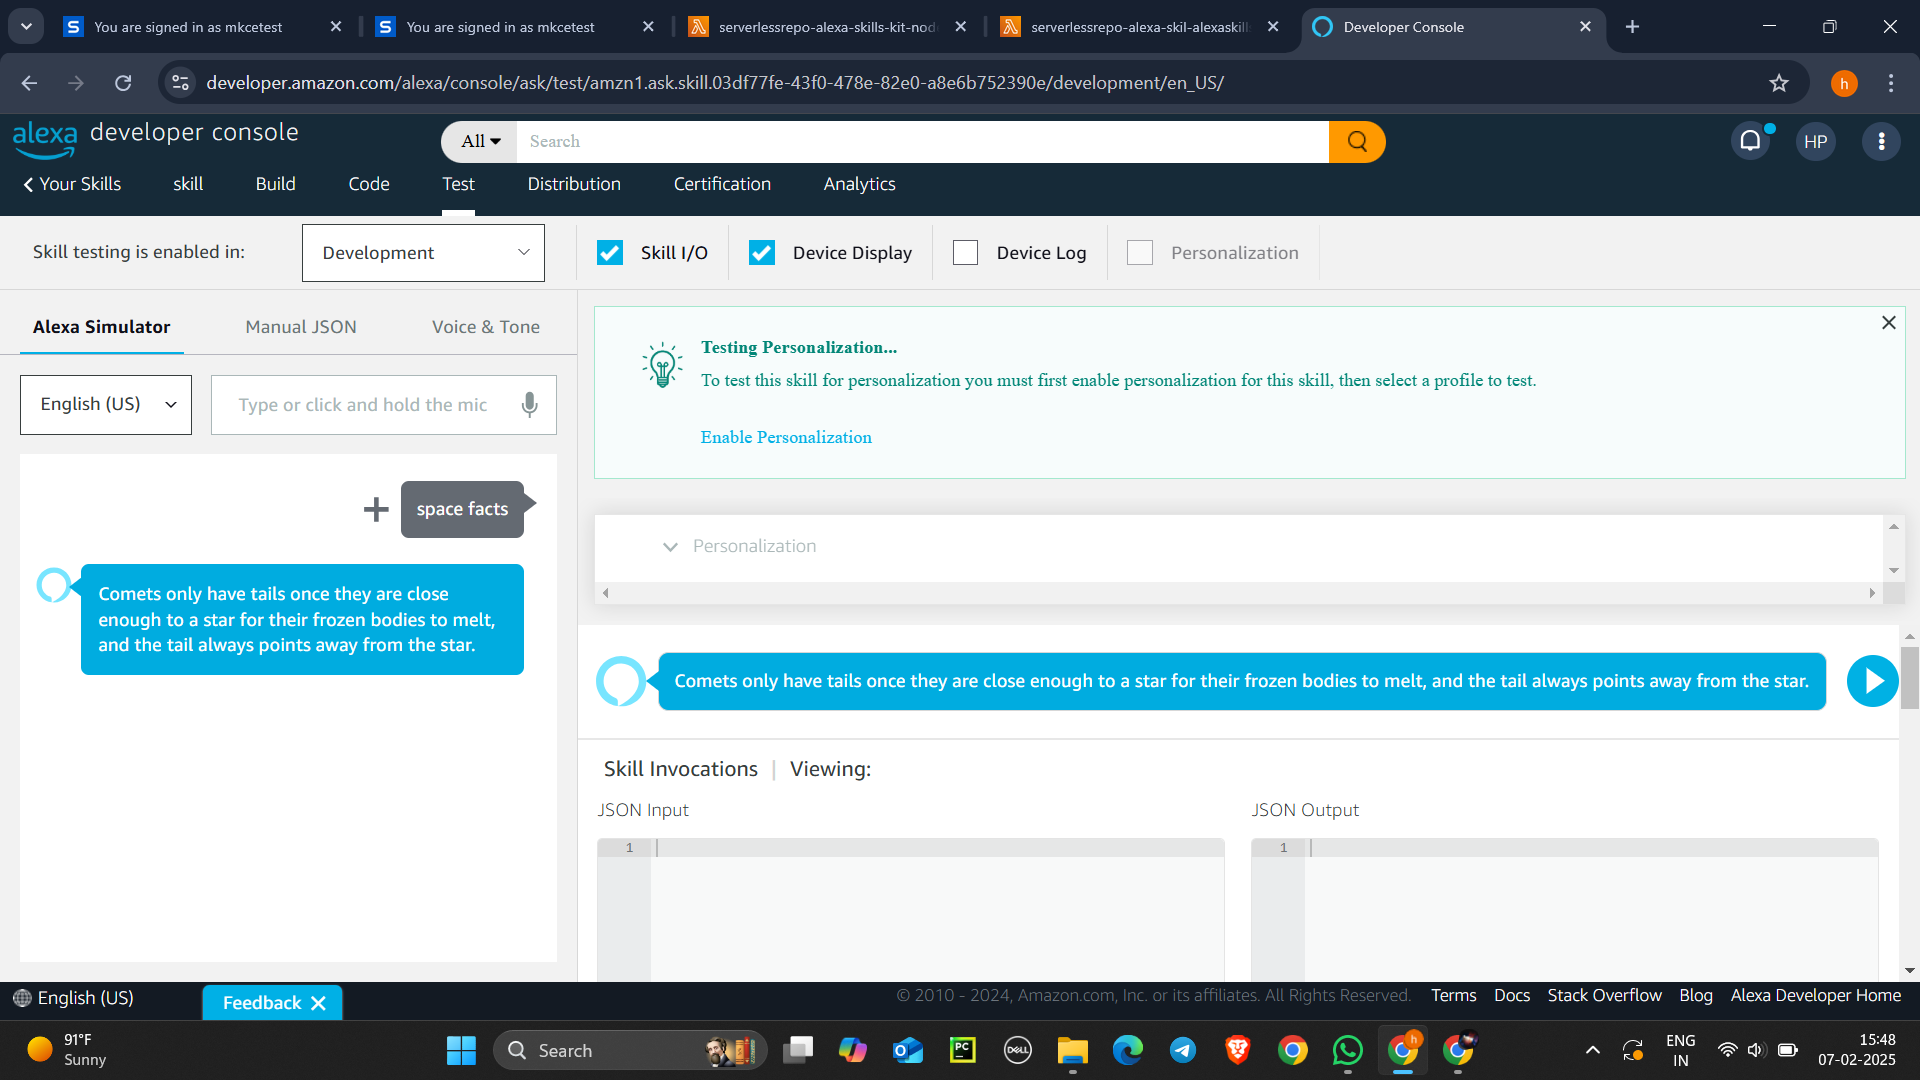 You are signed in as mkcetest
You are signed in as mkcetest
serverlessrepo-alexa-skills-kit-nod
serverlessrepo-alexa-skil-alexaskills
Developer Console
developer.amazon.com/alexa/console/ask/test/amzn1.ask.skill.03df77fe-43f0-478e-82e0-a8e6b752390e/development/en_US/
h
alexa developer console
All
Search
HP
Your Skills
skill
Build
Code
Test
Distribution
Certification
Analytics
Skill testing is enabled in:
Development
Skill I/O
Device Display
Device Log
Personalization
Alexa Simulator
Manual JSON
Voice & Tone
English (US)
Type or click and hold the mic
space facts
Comets only have tails once they are close
enough to a star for their frozen bodies to melt,
and the tail always points away from the star.
Testing Personalization...
To test this skill for personalization you must first enable personalization for this skill, then select a profile to test.
Enable Personalization
Personalization
Comets only have tails once they are close enough to a star for their frozen bodies to melt, and the tail always points away from the star.
Skill Invocations | Viewing:
JSON Input
JSON Output
1
1
English (US)
Feedback
© 2010 - 2024, Amazon.com, Inc. or its affiliates. All Rights Reserved.
Terms
Docs
Stack Overflow
Blog
Alexa Developer Home
91°F
Sunny
Search
PC
DELL
h
ENG
IN
15:48
07-02-2025